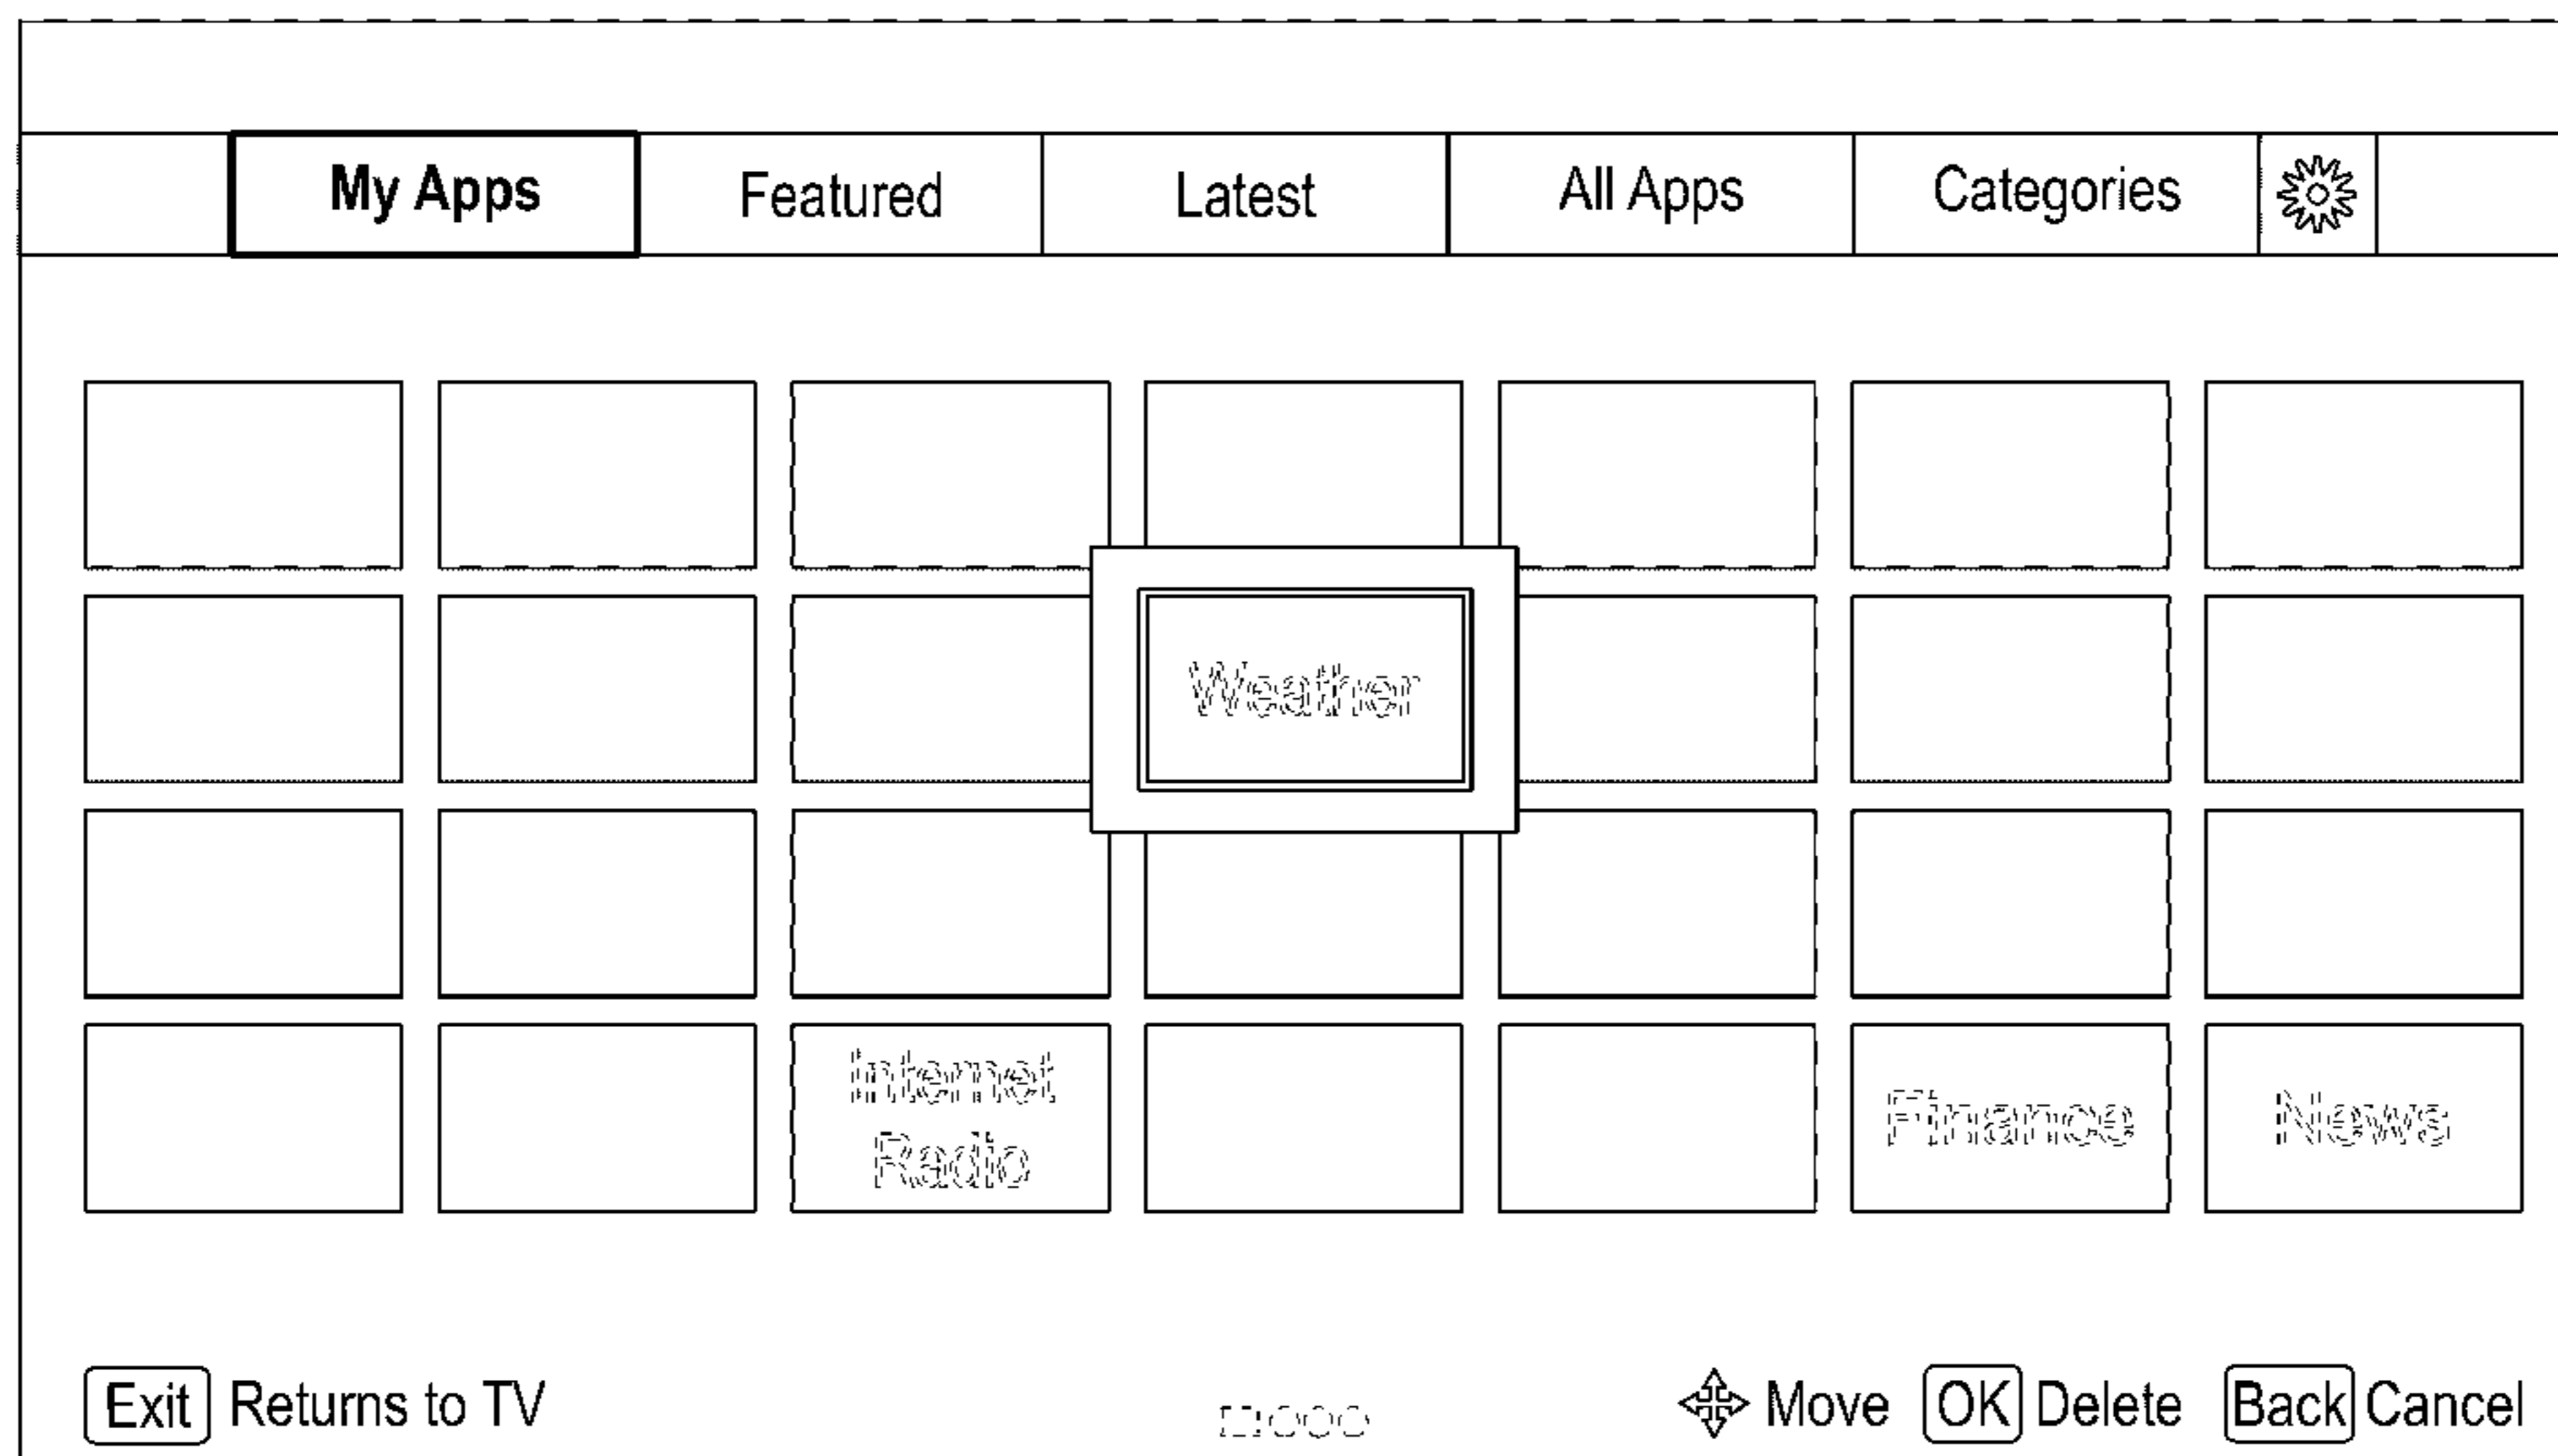 My Apps
Featured
Latest
All Apps
Categories
Weather
Internet
Radio
Finance
News
Exit Returns to TV
Move OK Delete Back Cancel